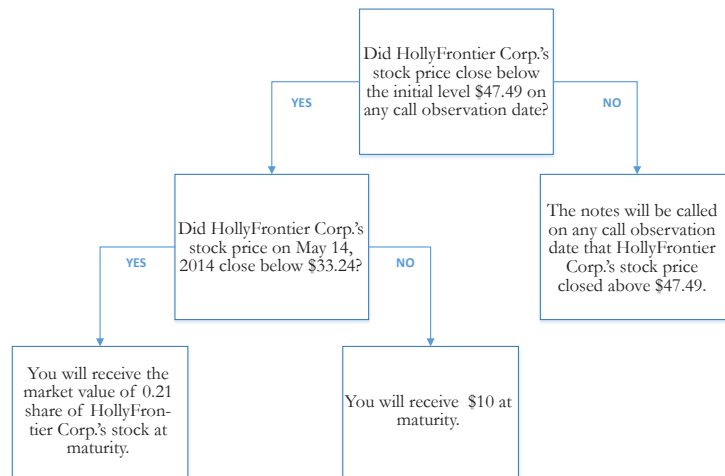 Did HollyFrontier Corp.'s
stock price close below
the initial level $47.49 on
any call observation date?
YES
NO
Did HollyFrontier Corp.'s
stock price on May 14,
2014 close below $33.24?
The notes will be called
on any call observation
date that HollyFrontier
Corp.'s stock price
closed above $47.49.
YES
NO
You will receive the
market value of 0.21
share of HollyFron-
tier Corp.'s stock at
maturity.
You will receive $10 at
maturity.